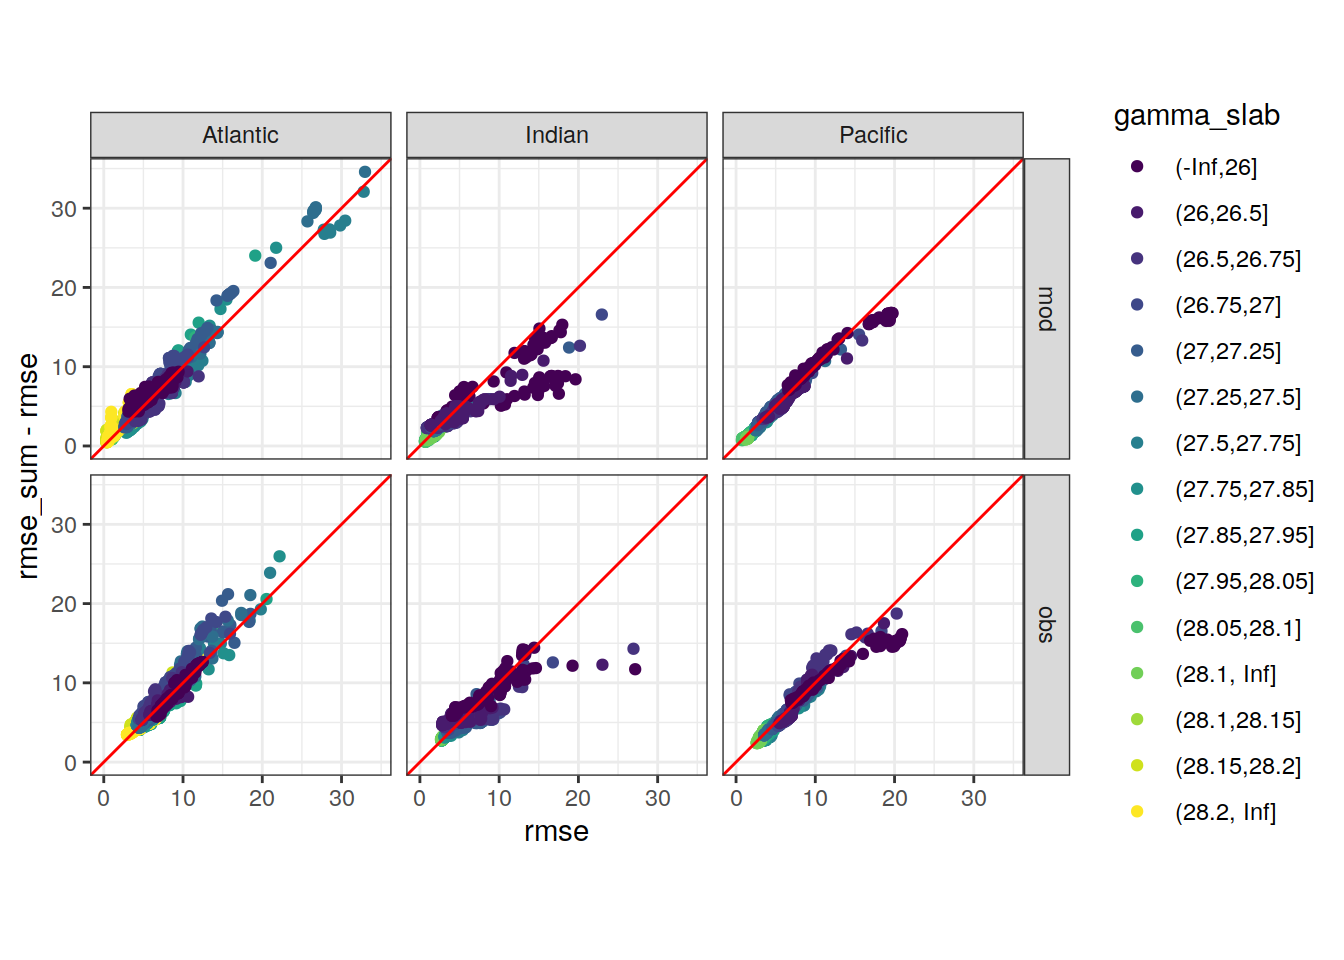 Atlantic Indian Pacific
30
20
10
0
mod
30
20
10
0
obs
0 10 20 30 0 10 20 30 0 10 20 30
rmse
rmse_sum - rmse
gamma_slab
(-Inf,26]
(26,26.5]
(26.5,26.75]
(26.75,27]
(27,27.25]
(27.25,27.5]
(27.5,27.75]
(27.75,27.85]
(27.85,27.95]
(27.95,28.05]
(28.05,28.1]
(28.1, Inf]
(28.1,28.15]
(28.15,28.2]
(28.2, Inf]